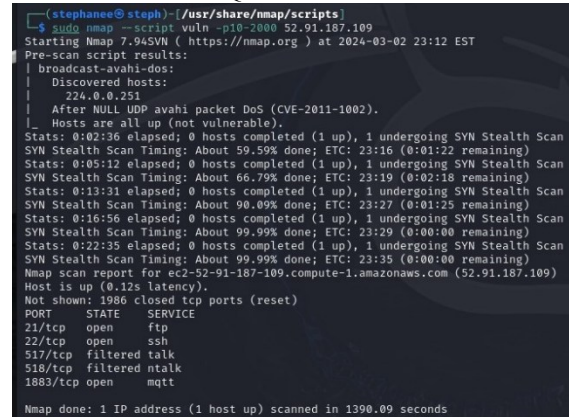 (stephanee㉿steph)-[/usr/share/nmap/scripts]
$ sudo nmap --script vuln -p10-2000 52.91.187.109
Starting Nmap 7.94SVN ( https://nmap.org ) at 2024-03-02 23:12 EST
Pre-scan script results:
| broadcast-avahi-dos:
|   Discovered hosts:
|     224.0.0.251
|   After NULL UDP avahi packet DoS (CVE-2011-1002).
|_  Hosts are all up (not vulnerable).
Stats: 0:02:36 elapsed; 0 hosts completed (1 up), 1 undergoing SYN Stealth Scan
SYN Stealth Scan Timing: About 59.59% done; ETC: 23:16 (0:01:22 remaining)
Stats: 0:05:12 elapsed; 0 hosts completed (1 up), 1 undergoing SYN Stealth Scan
SYN Stealth Scan Timing: About 66.79% done; ETC: 23:19 (0:02:18 remaining)
Stats: 0:13:31 elapsed; 0 hosts completed (1 up), 1 undergoing SYN Stealth Scan
SYN Stealth Scan Timing: About 90.09% done; ETC: 23:27 (0:01:25 remaining)
Stats: 0:16:56 elapsed; 0 hosts completed (1 up), 1 undergoing SYN Stealth Scan
SYN Stealth Scan Timing: About 99.99% done; ETC: 23:29 (0:00:00 remaining)
Stats: 0:22:35 elapsed; 0 hosts completed (1 up), 1 undergoing SYN Stealth Scan
SYN Stealth Scan Timing: About 99.99% done; ETC: 23:35 (0:00:00 remaining)
Nmap scan report for ec2-52-91-187-109.compute-1.amazonaws.com (52.91.187.109)
Host is up (0.12s latency).
Not shown: 1986 closed tcp ports (reset)
PORT     STATE    SERVICE
21/tcp   open     ftp
22/tcp   open     ssh
517/tcp  filtered talk
518/tcp  filtered ntalk
1883/tcp open     mqtt
Nmap done: 1 IP address (1 host up) scanned in 1390.09 seconds